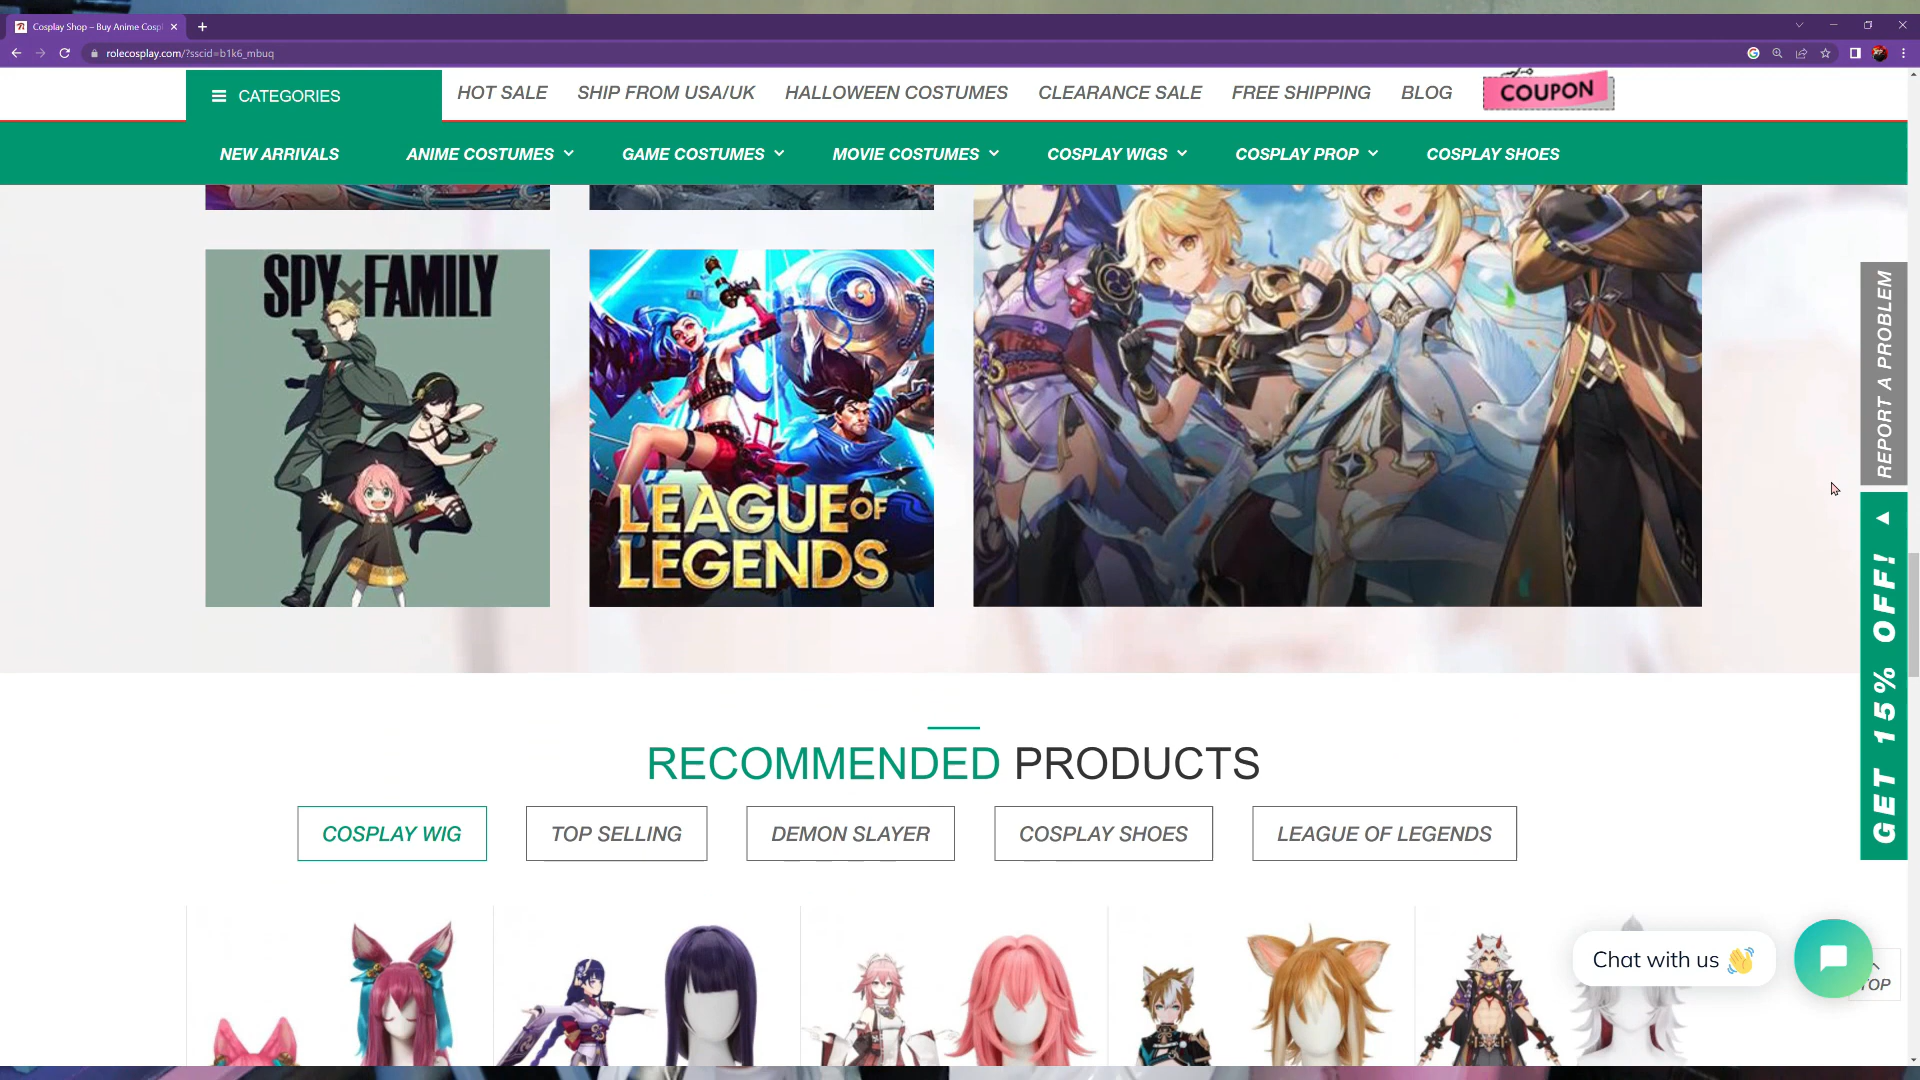 Cosplay Shop – Buy Anime Cospl
rolecosplay.com/?sscid=b1k6_mbuq
CATEGORIES
HOT SALE
SHIP FROM USA/UK
HALLOWEEN COSTUMES
CLEARANCE SALE
FREE SHIPPING
BLOG
COUPON
NEW ARRIVALS
ANIME COSTUMES
GAME COSTUMES
MOVIE COSTUMES
COSPLAY WIGS
COSPLAY PROP
COSPLAY SHOES
SPY×FAMILY
LEAGUE OF
LEGENDS
REPORT A PROBLEM
GET 15% OFF!
RECOMMENDED PRODUCTS
COSPLAY WIG
TOP SELLING
DEMON SLAYER
COSPLAY SHOES
LEAGUE OF LEGENDS
Chat with us 👋
TOP